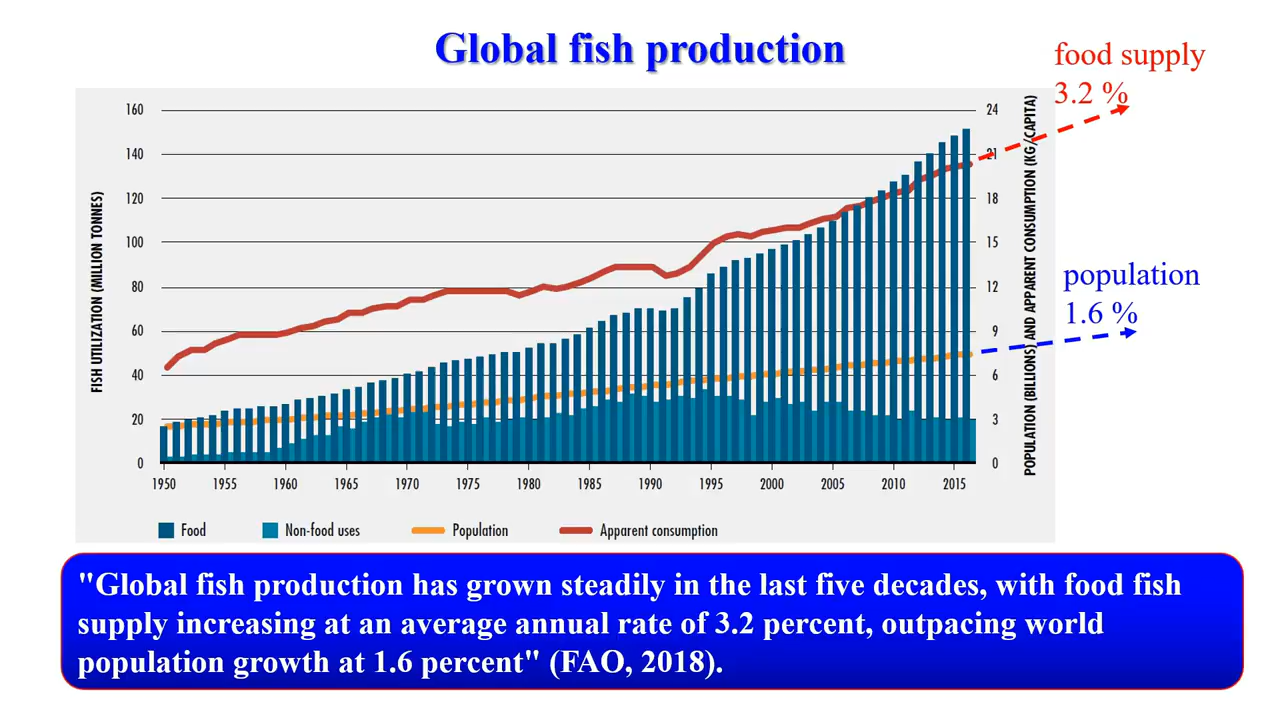 Global fish production
food supply
3.2 %
160
140
120
100
80
60
40
20
0
FISH UTILIZATION (MILLION TONNES)
24
21
18
15
12
9
6
3
0
POPULATION (BILLIONS) AND APPARENT CONSUMPTION (KG/CAPITA)
population
1.6 %
1950 1955 1960 1965 1970 1975 1980 1985 1990 1995 2000 2005 2010 2015
Food Non-food uses Population Apparent consumption
"Global fish production has grown steadily in the last five decades, with food fish
supply increasing at an average annual rate of 3.2 percent, outpacing world
population growth at 1.6 percent" (FAO, 2018).